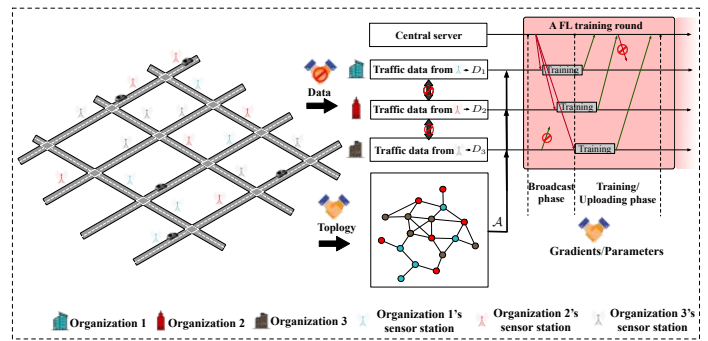 A FL training round
Central server
Traffic data from → D1
Training
Data
Traffic data from → D2
Training
Traffic data from → D3
Training
Broadcast phase
Training/
Uploading phase
Toplogy
𝒜
Gradients/Parameters
Organization 1
Organization 2
Organization 3
Organization 1's
sensor station
Organization 2's
sensor station
Organization 3's
sensor station